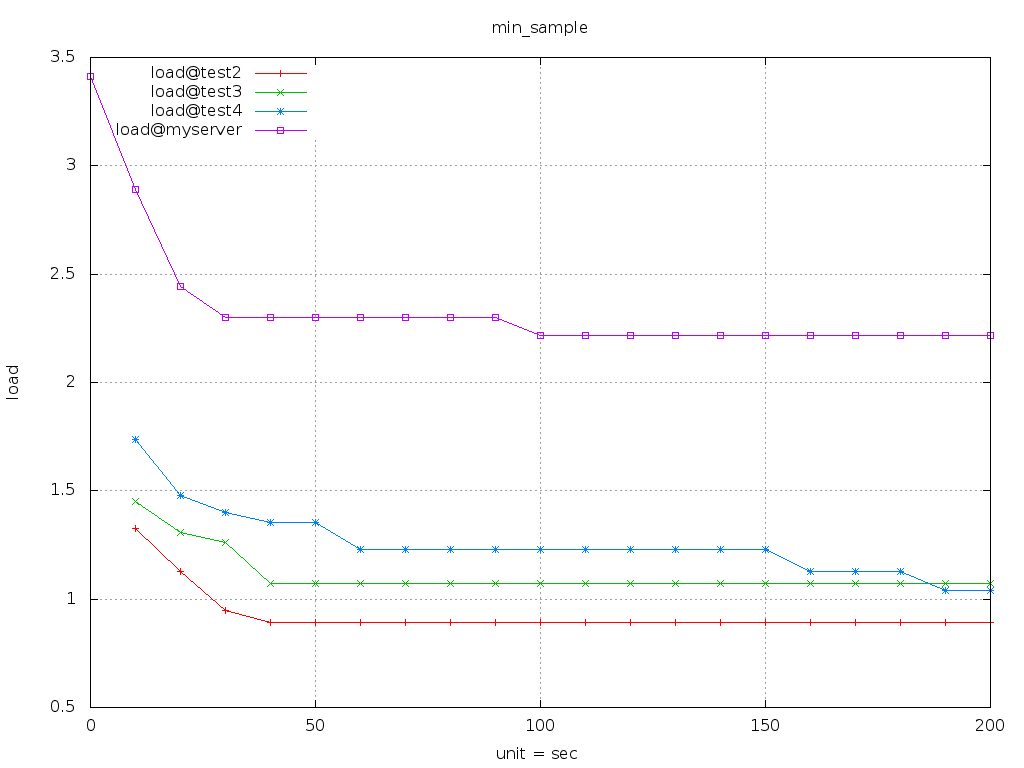 min_sample
load@test2
load@test3
load@test4
load@myserver
3.5
3
2.5
2
1.5
1
0.5
load
0 50 100 150 200
unit = sec